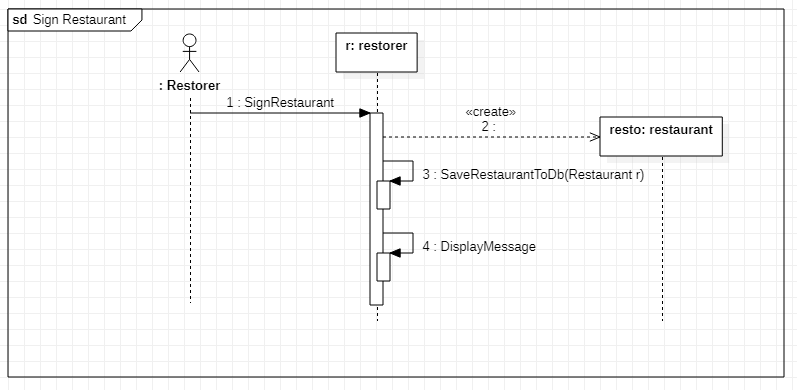 sd Sign Restaurant
: Restorer
r: restorer
1 : SignRestaurant
«create»
2 :
resto: restaurant
3 : SaveRestaurantToDb(Restaurant r)
4 : DisplayMessage